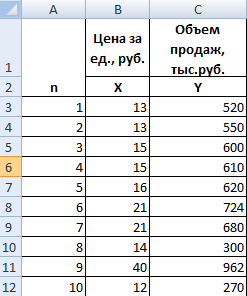 A B C
1 Цена за ед., руб. Объем продаж, тыс.руб.
2 n X Y
3 1 13 520
4 2 13 550
5 3 15 600
6 4 15 610
7 5 16 620
8 6 21 724
9 7 21 680
10 8 14 300
11 9 40 962
12 10 12 270